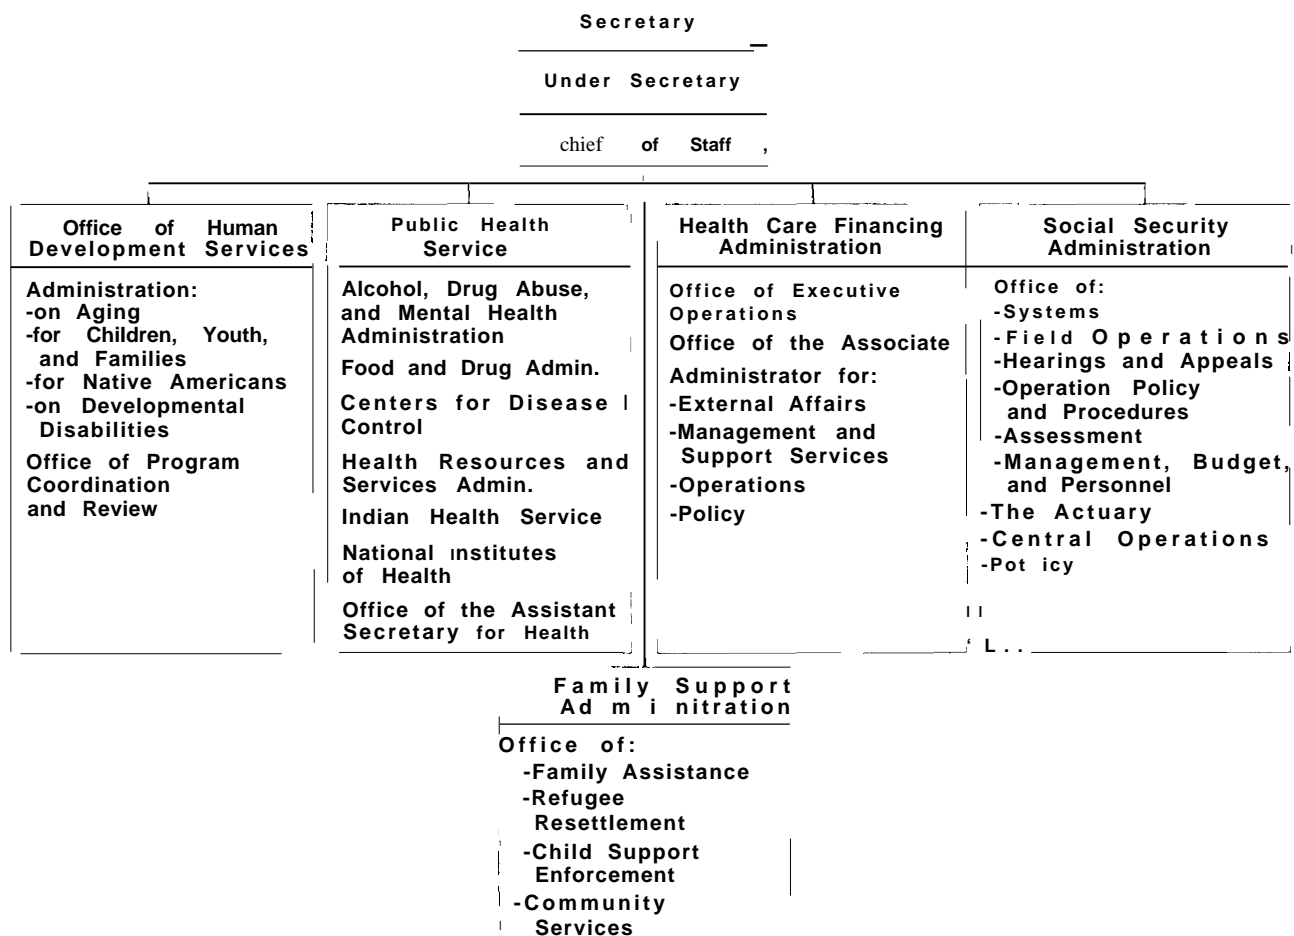 Secretary
Under Secretary
chief of Staff ,
Office of Human
Development Services
Administration:
-on Aging
-for Children, Youth,
and Families
-for Native Americans
-on Developmental
Disabilities
Office of Program
Coordination
and Review
Public Health
Service
Alcohol, Drug Abuse,
and Mental Health
Administration
Food and Drug Admin.
Centers for Disease
Control
Health Resources and
Services Admin.
Indian Health Service
National Institutes
of Health
Office of the Assistant
Secretary for Health
Health Care Financing
Administration
Office of Executive
Operations
Office of the Associate
Administrator for:
-External Affairs
-Management and
Support Services
-Operations
-Policy
Social Security
Administration
Office of:
-Systems
-Field Operations
-Hearings and Appeals
-Operation Policy
and Procedures
-Assessment
-Management, Budget,
and Personnel
-The Actuary
-Central Operations
-Pot icy
‘ L . .
Family Support
Ad m i nitration
Office of:
-Family Assistance
-Refugee
Resettlement
-Child Support
Enforcement
-Community
Services